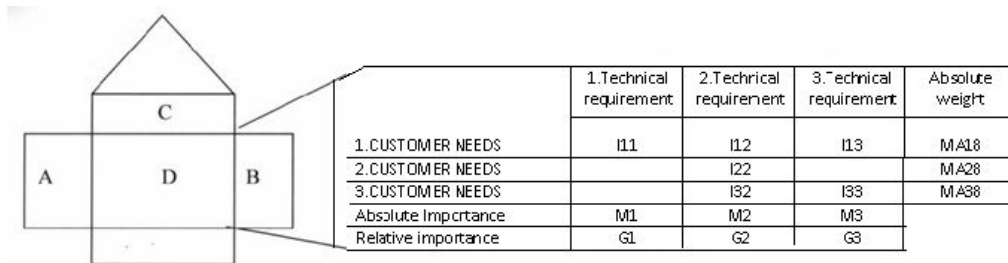 C
A D B
1.Technical 2.Technical 3.Technical Absolute
requirement requirement requirement weight
1.CUSTOMER NEEDS I11 I12 I13 MA18
2.CUSTOMER NEEDS I22 MA28
3.CUSTOMER NEEDS I32 I33 MA38
Absolute Importance M1 M2 M3
Relative importance G1 G2 G3